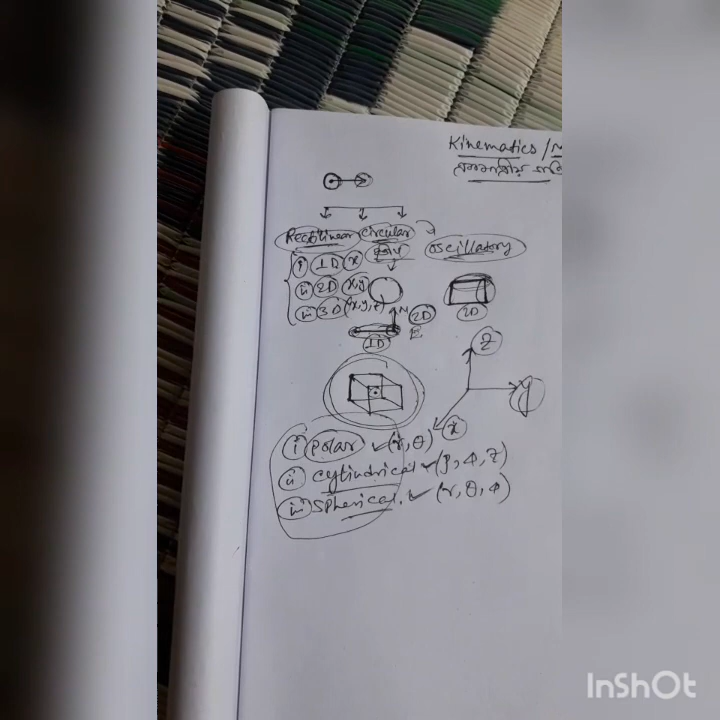 Kinematics /
Rectilinear circular oscillatory
i 1D x
ii 2D x,y
iii 3D (x,y,z) N 2D
E
1D
2D
Z
y
x
i Polar ✓ (r, θ)
ii cylindrical ✓ (ρ, φ, z)
iii Spherical. ✓ (r, θ, φ)
InShOt